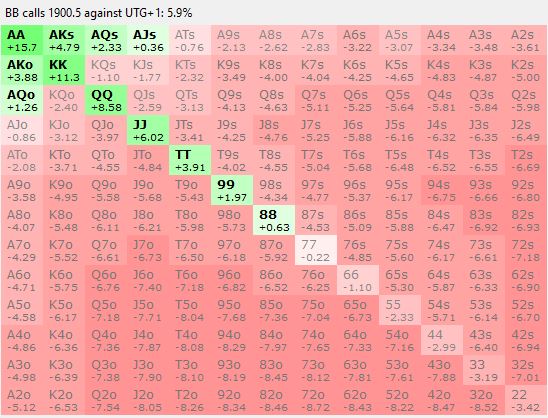 BB calls 1900.5 against UTG+1: 5.9%
AA AKs AQs AJs ATs A9s A8s A7s A6s A5s A4s A3s A2s
+15.7 +4.79 +2.33 +0.36 -0.76 -2.13 -2.62 -2.83 -3.22 -3.07 -3.34 -3.48 -3.61
AKo KK KQs KJs KTs K9s K8s K7s K6s K5s K4s K3s K2s
+3.88 +11.3 -1.10 -1.77 -2.32 -3.49 -4.00 -4.04 -4.25 -4.65 -4.83 -4.87 -5.00
AQo KQo QQ QJs QTs Q9s Q8s Q7s Q6s Q5s Q4s Q3s Q2s
+1.26 -2.40 +8.58 -2.59 -3.13 -4.13 -4.63 -5.11 -5.25 -5.64 -5.81 -5.84 -5.98
AJo KJo QJo JJ JTs J9s J8s J7s J6s J5s J4s J3s J2s
-0.86 -3.12 -3.97 +6.02 -3.41 -4.25 -4.76 -5.25 -5.88 -6.16 -6.32 -6.35 -6.49
ATo KTo QTo JTo TT T9s T8s T7s T6s T5s T4s T3s T2s
-2.08 -3.71 -4.55 -4.84 +3.91 -4.02 -4.55 -5.04 -5.68 -6.48 -6.52 -6.55 -6.69
A9o K9o Q9o J9o T9o 99 98s 97s 96s 95s 94s 93s 92s
-3.58 -4.95 -5.58 -5.68 -5.43 +1.97 -4.34 -4.77 -5.37 -6.17 -6.75 -6.66 -6.80
A8o K8o Q8o J8o T8o 98o 88 87s 86s 85s 84s 83s 82s
-4.07 -5.48 -6.11 -6.21 -5.98 -5.73 +0.63 -4.53 -5.09 -5.88 -6.47 -6.92 -6.93
A7o K7o Q7o J7o T7o 97o 87o 77 76s 75s 74s 73s 72s
-4.29 -5.52 -6.61 -6.73 -6.50 -6.18 -5.92 -0.22 -4.85 -5.60 -6.17 -6.61 -7.18
A6o K6o Q6o J6o T6o 96o 86o 76o 66 65s 64s 63s 62s
-4.71 -5.75 -6.76 -7.40 -7.18 -6.82 -6.52 -6.25 -1.10 -5.30 -5.87 -6.33 -6.90
A5o K5o Q5o J5o T5o 95o 85o 75o 65o 55 54s 53s 52s
-4.58 -6.17 -7.18 -7.71 -8.04 -7.68 -7.36 -7.04 -6.73 -2.33 -5.71 -6.14 -6.70
A4o K4o Q4o J4o T4o 94o 84o 74o 64o 54o 44 43s 42s
-4.86 -6.36 -7.36 -7.87 -8.08 -8.29 -7.97 -7.65 -7.33 -7.16 -2.99 -6.40 -6.94
A3o K3o Q3o J3o T3o 93o 83o 73o 63o 53o 43o 33 32s
-4.98 -6.39 -7.38 -7.90 -8.10 -8.19 -8.45 -8.12 -7.81 -7.61 -7.88 -3.19 -7.01
A2o K2o Q2o J2o T2o 92o 82o 72o 62o 52o 42o 32o 22
-5.12 -6.53 -7.54 -8.05 -8.26 -8.34 -8.46 -8.72 -8.43 -8.22 -8.47 -8.52 -3.42